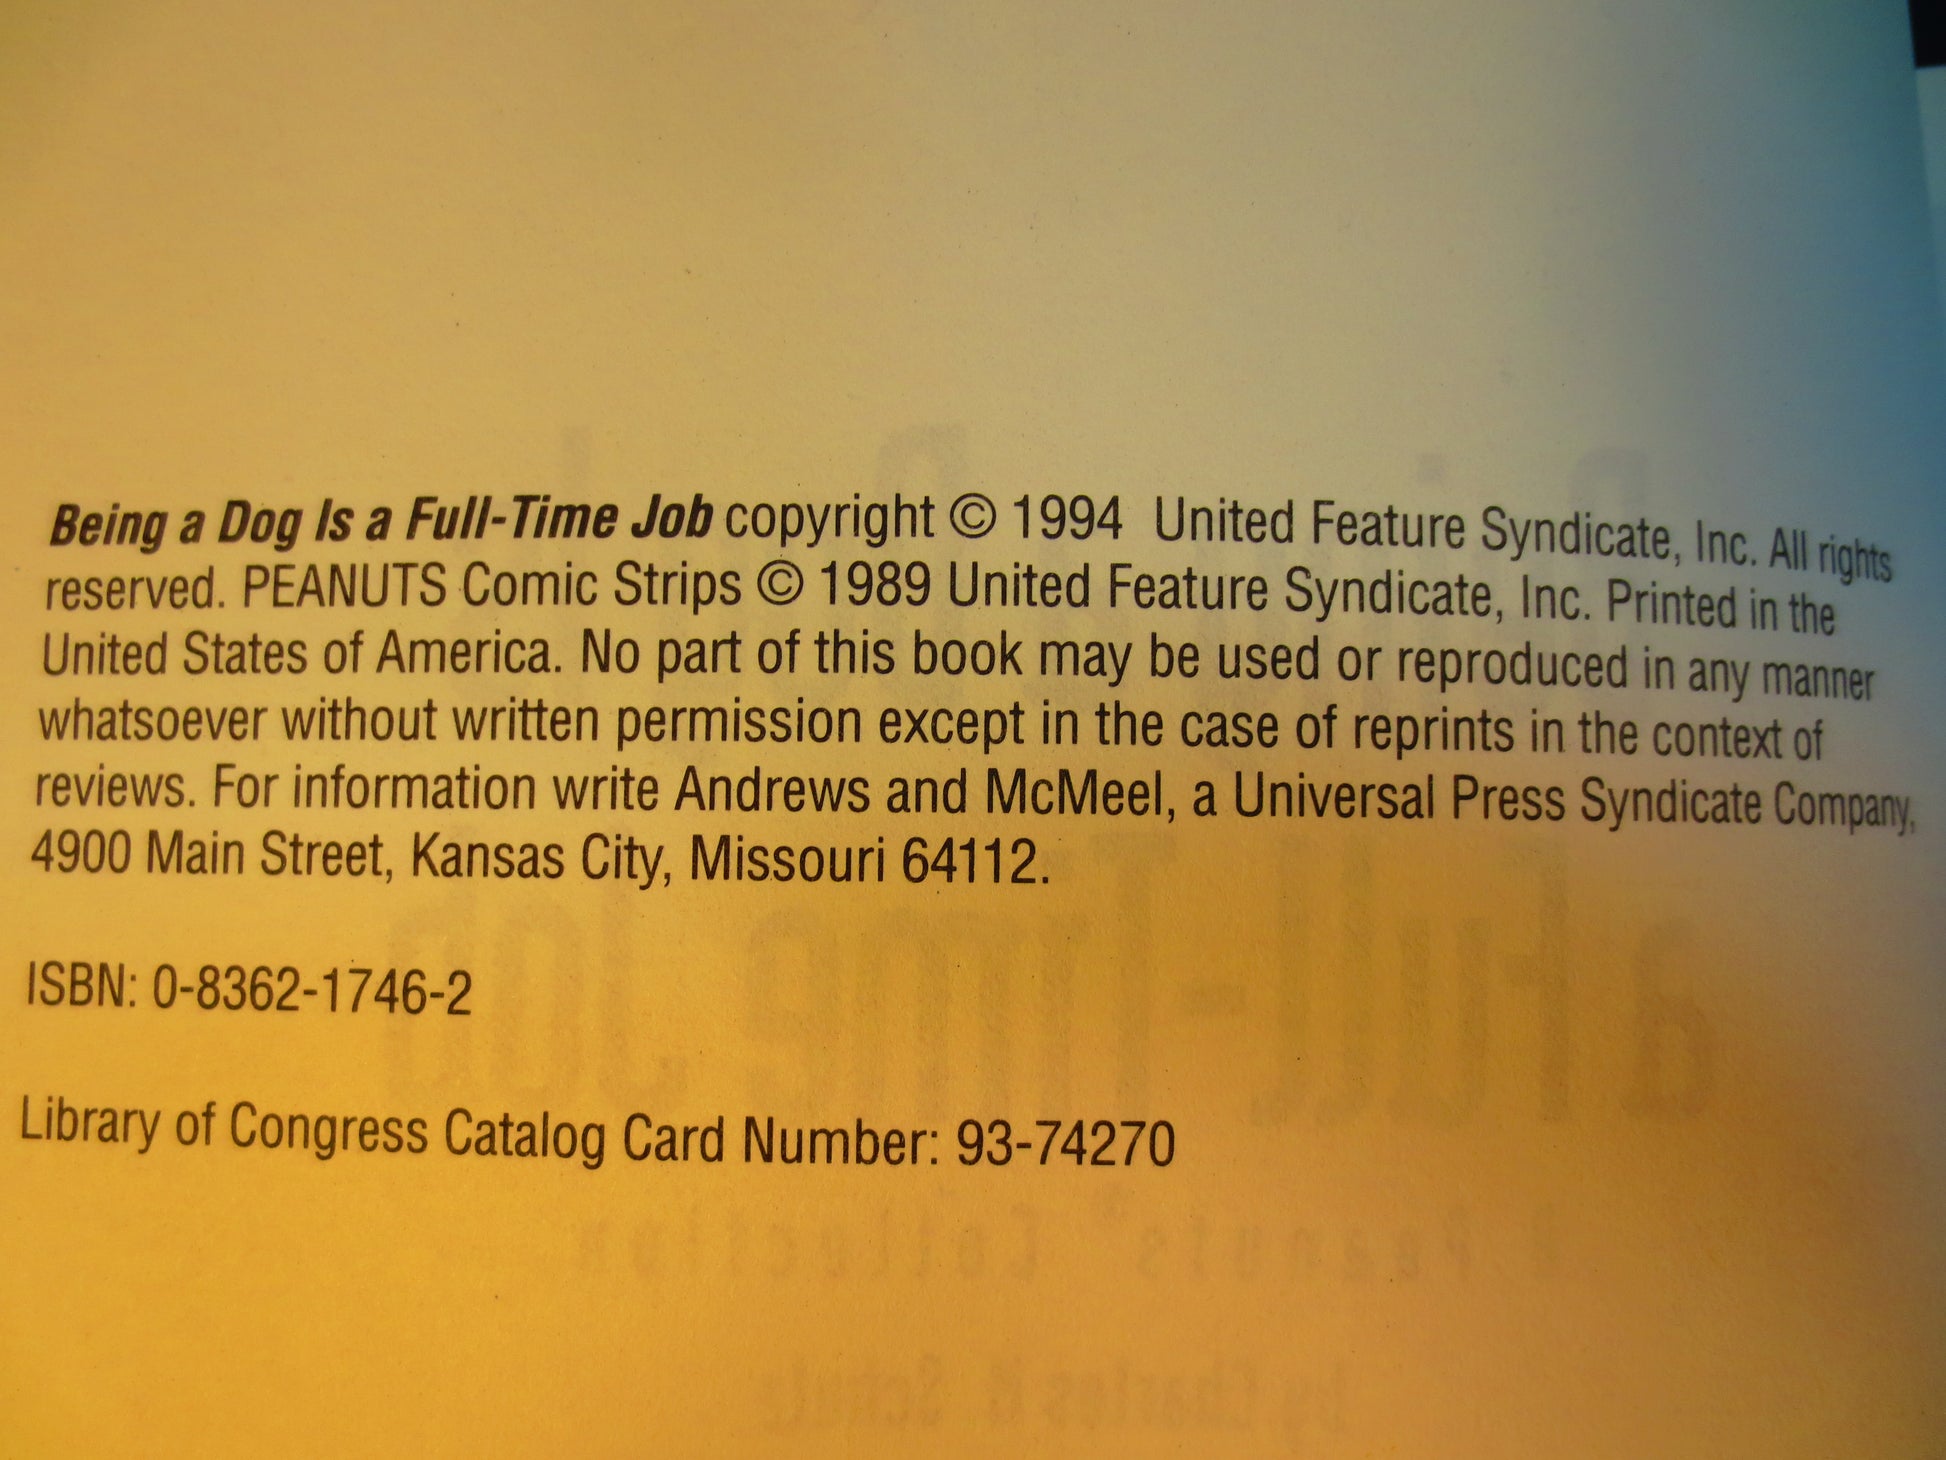 Being a Dog Is a Full-Time Job copyright © 1994 United Feature Syndicate, Inc. All rights
reserved. PEANUTS Comic Strips © 1989 United Feature Syndicate, Inc. Printed in the
United States of America. No part of this book may be used or reproduced in any manner
whatsoever without written permission except in the case of reprints in the context of
reviews. For information write Andrews and McMeel, a Universal Press Syndicate Company,
4900 Main Street, Kansas City, Missouri 64112.
ISBN: 0-8362-1746-2
Library of Congress Catalog Card Number: 93-74270